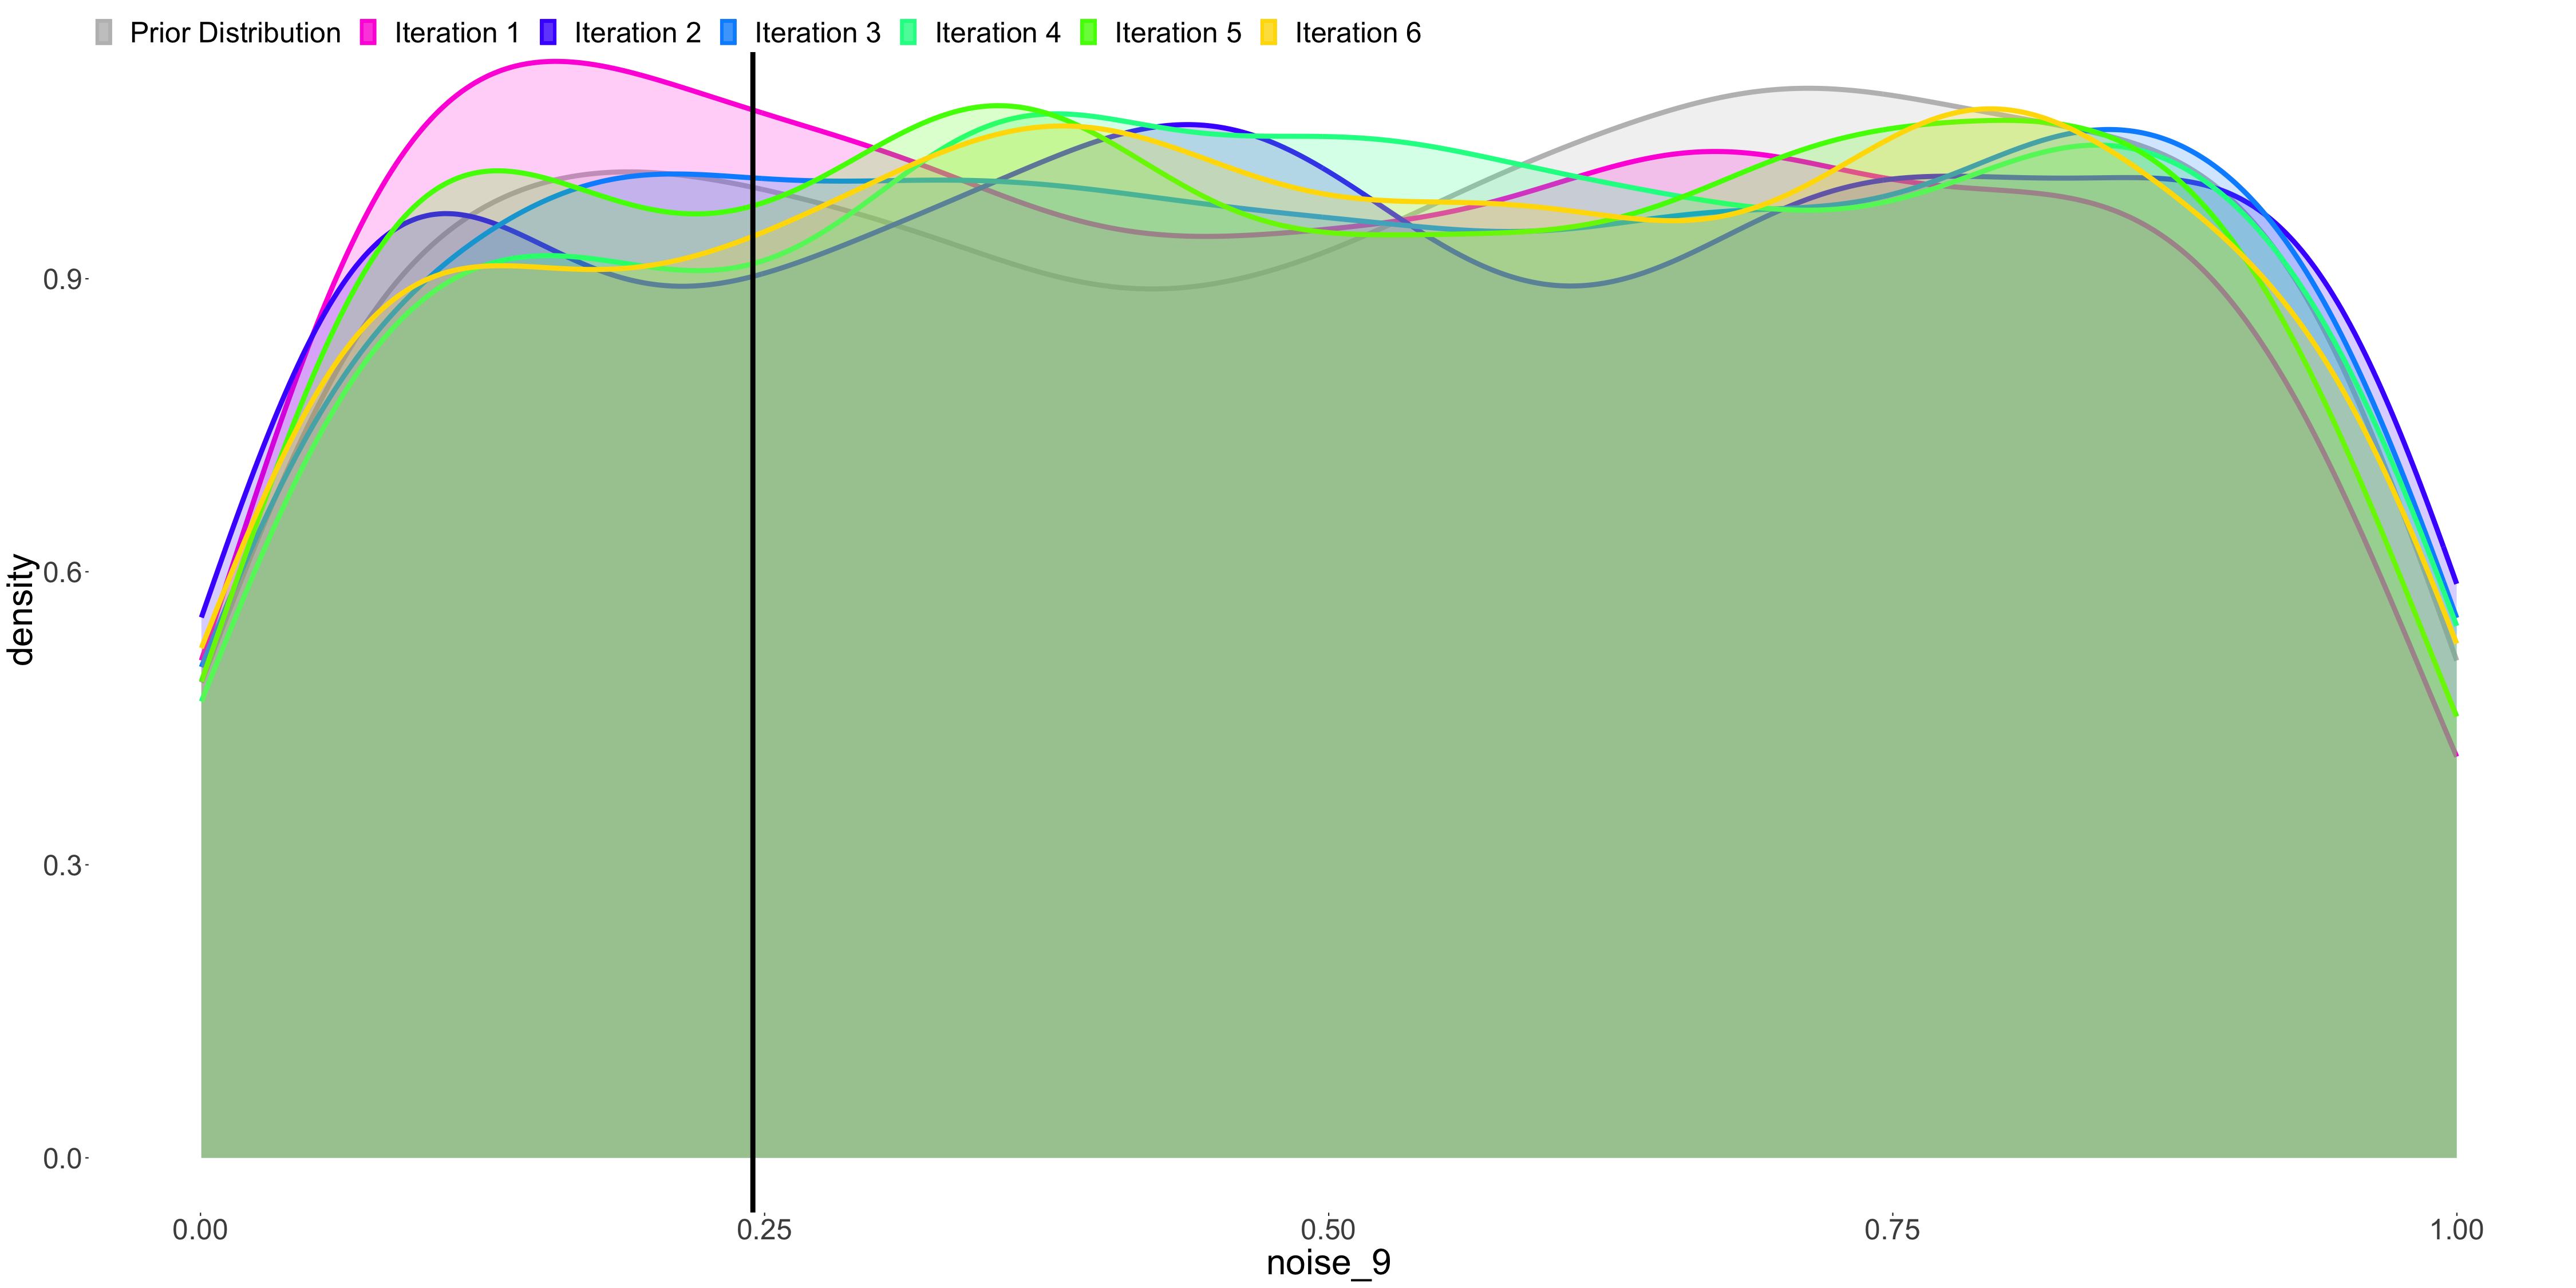 Prior Distribution Iteration 1 Iteration 2 Iteration 3 Iteration 4 Iteration 5 Iteration 6
0.9
0.6
0.3
0.0
density
0.00 0.25 0.50 0.75 1.00
noise_9